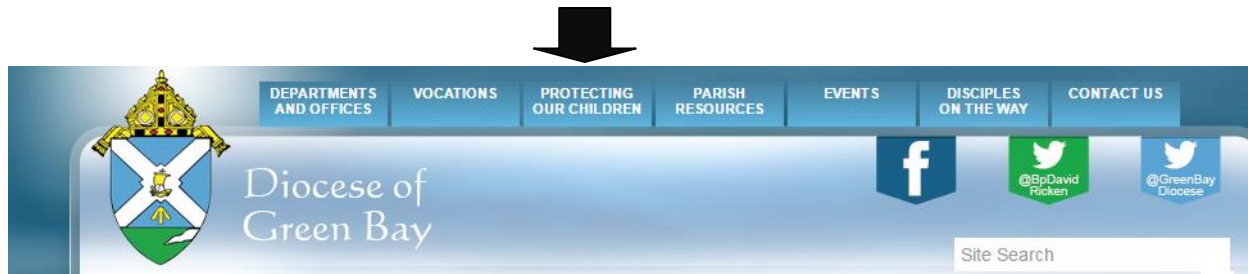 DEPARTMENTS
AND OFFICES
VOCATIONS
PROTECTING
OUR CHILDREN
PARISH
RESOURCES
EVENTS
DISCIPLES
ON THE WAY
CONTACT US
Diocese of
Green Bay
f
@BpDavid
Ricken
@GreenBay
Diocese
Site Search